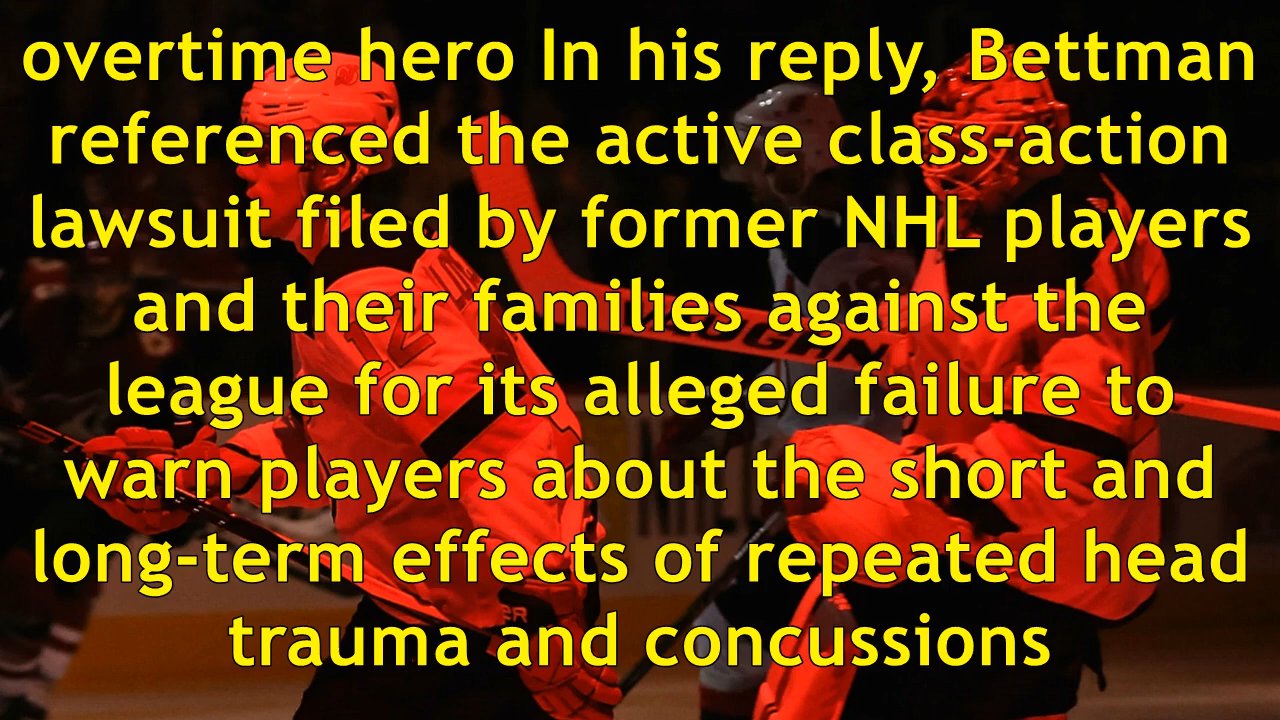 overtime hero In his reply, Bettman
referenced the active class-action
lawsuit filed by former NHL players
and their families against the
league for its alleged failure to
warn players about the short and
long-term effects of repeated head
trauma and concussions
12